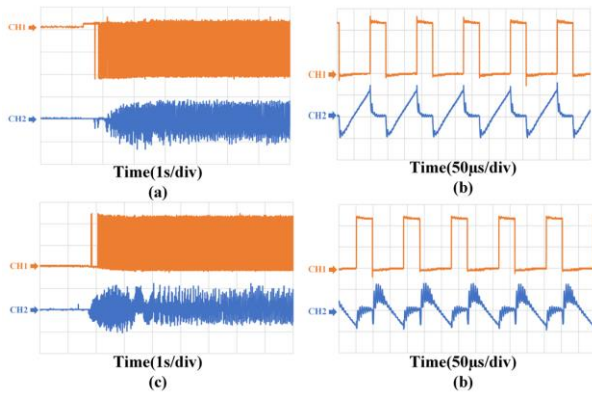 CH1
CH2
Time(1s/div)
(a)
CH1
CH2
Time(50μs/div)
(b)
CH1
CH2
Time(1s/div)
(c)
CH1
CH2
Time(50μs/div)
(b)